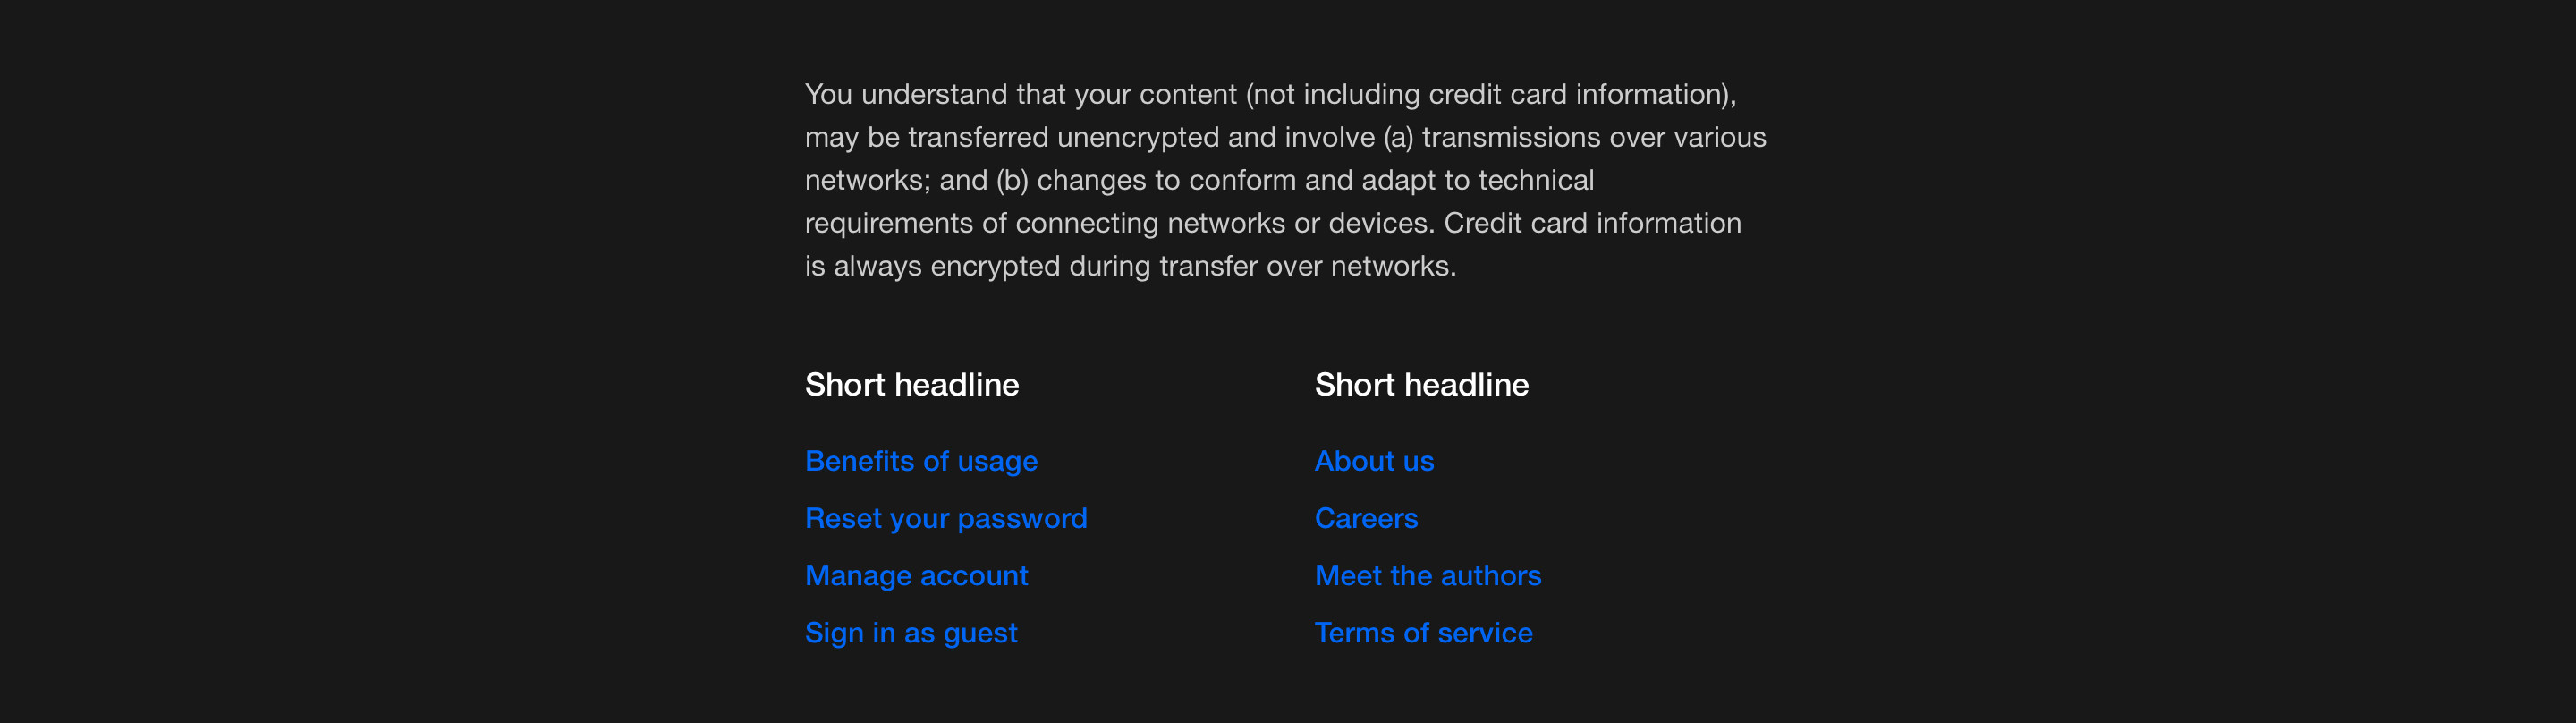 You understand that your content (not including credit card information),
may be transferred unencrypted and involve (a) transmissions over various
networks; and (b) changes to conform and adapt to technical
requirements of connecting networks or devices. Credit card information
is always encrypted during transfer over networks.
Short headline
Benefits of usage
Reset your password
Manage account
Sign in as guest
Short headline
About us
Careers
Meet the authors
Terms of service